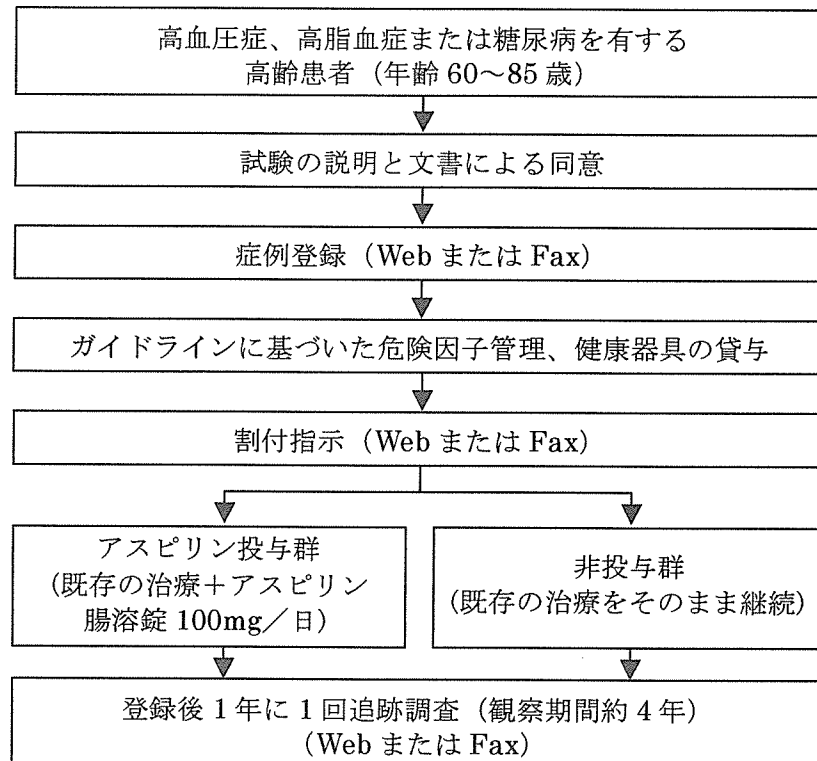 高血圧症、高脂血症または糖尿病を有する
高齢患者（年齢 60～85 歳）
試験の説明と文書による同意
症例登録（Web または Fax）
ガイドラインに基づいた危険因子管理、健康器具の貸与
割付指示（Web または Fax）
アスピリン投与群
(既存の治療＋アスピリン
腸溶錠 100mg／日)
非投与群
(既存の治療をそのまま継続)
登録後 1 年に 1 回追跡調査（観察期間約 4 年）
(Web または Fax)